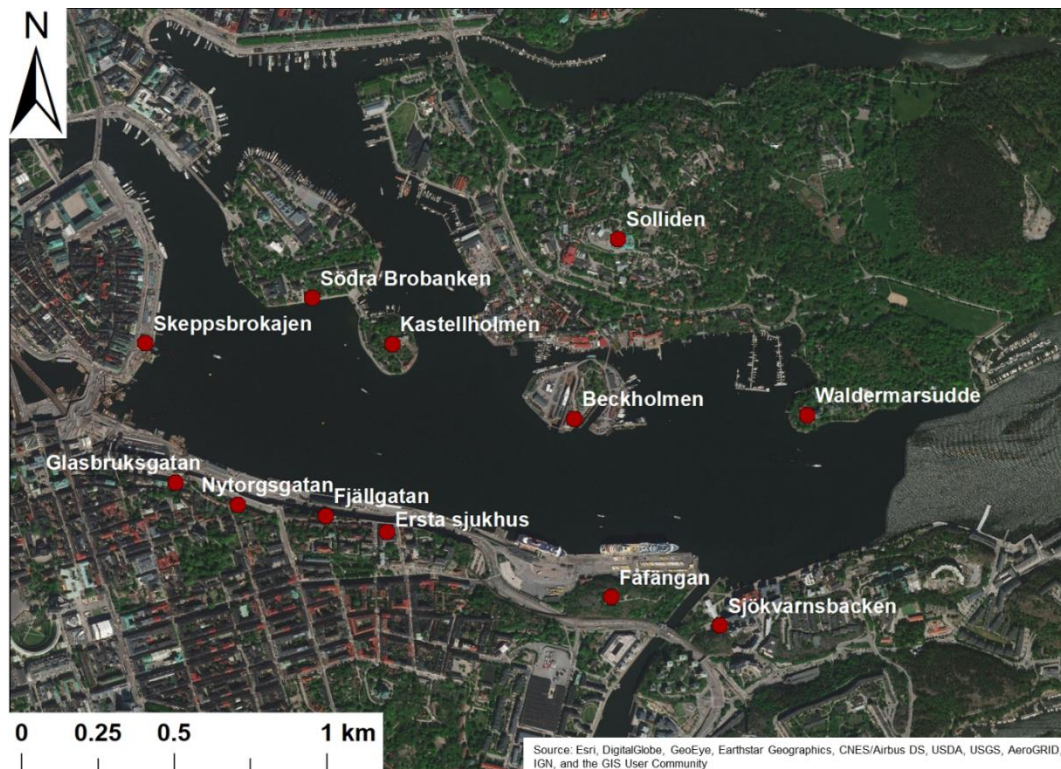 N
Solliden
Södra Brobanken
Skeppsbrokajen
Kastellholmen
Beckholmen
Waldermarsudde
Glasbruksgatan
Nytorgsgatan
Fjällgatan
Ersta sjukhus
Fåfängan
Sjökvarnsbacken
0 0.25 0.5 1 km
Source: Esri, DigitalGlobe, GeoEye, Earthstar Geographics, CNES/Airbus DS, USDA, USGS, AeroGRID,
IGN, and the GIS User Community